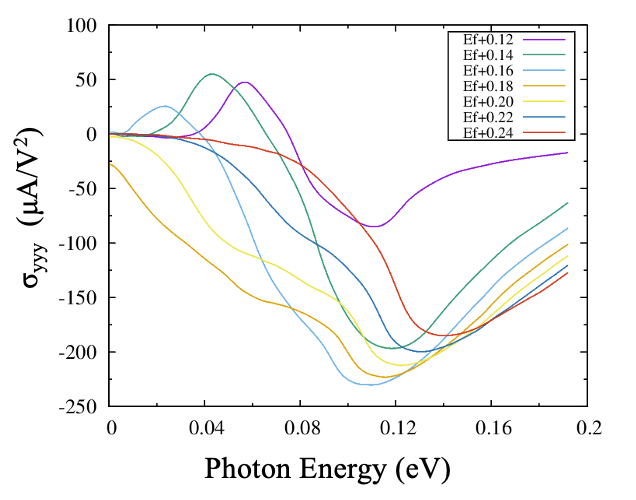 100
50
0
-50
-100
-150
-200
-250
0
0.04
0.08
0.12
0.16
0.2
σyyy (μA/V²)
Photon Energy (eV)
Ef+0.12
Ef+0.14
Ef+0.16
Ef+0.18
Ef+0.20
Ef+0.22
Ef+0.24